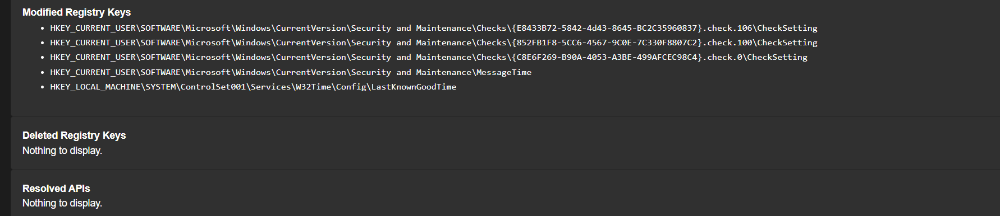 Modified Registry Keys
• HKEY_CURRENT_USER\SOFTWARE\Microsoft\Windows\CurrentVersion\Security and Maintenance\Checks\{E8433B72-5842-4d43-8645-BC2C35960837}.check.106\CheckSetting
• HKEY_CURRENT_USER\SOFTWARE\Microsoft\Windows\CurrentVersion\Security and Maintenance\Checks\{852FB1F8-5CC6-4567-9C0E-7C330F8807C2}.check.100\CheckSetting
• HKEY_CURRENT_USER\SOFTWARE\Microsoft\Windows\CurrentVersion\Security and Maintenance\Checks\{C8E6F269-B90A-4053-A3BE-499AFCEC98C4}.check.0\CheckSetting
• HKEY_CURRENT_USER\SOFTWARE\Microsoft\Windows\CurrentVersion\Security and Maintenance\MessageTime
• HKEY_LOCAL_MACHINE\SYSTEM\ControlSet001\Services\W32Time\Config\LastKnownGoodTime
Deleted Registry Keys
Nothing to display.
Resolved APIs
Nothing to display.